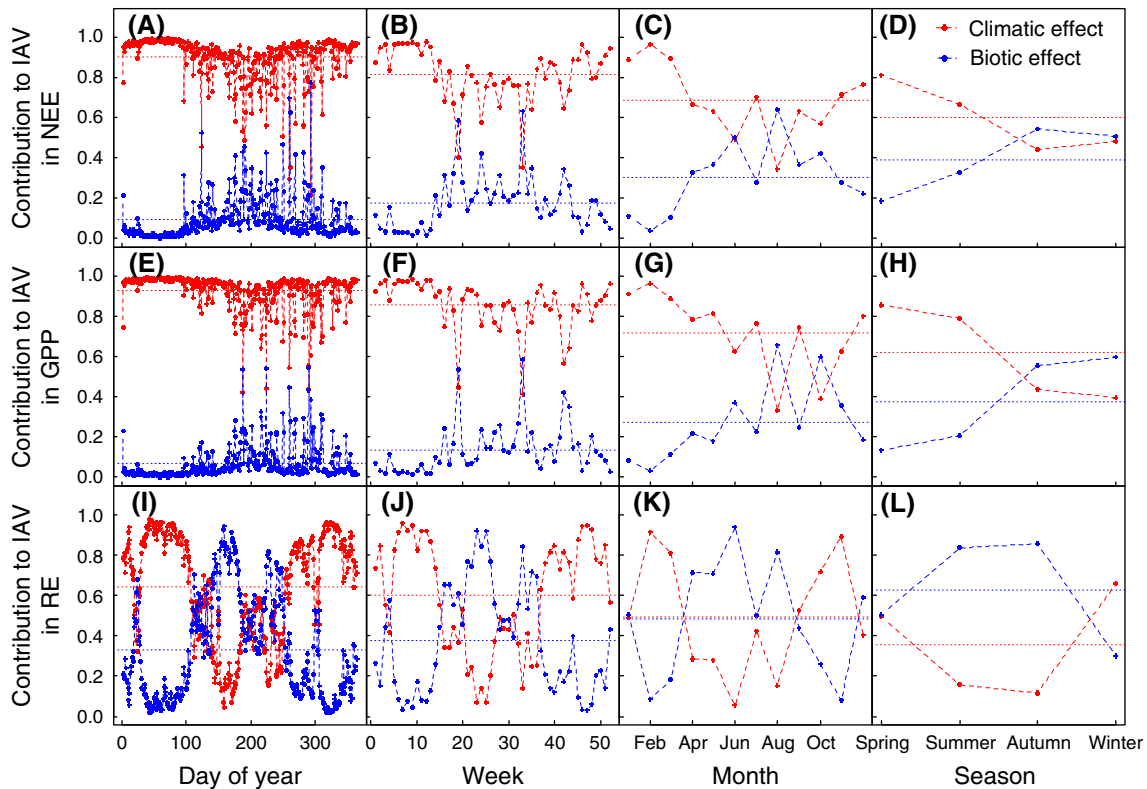 (A) (B) (C) (D)
Climatic effect
Biotic effect
Contribution to IAV
in NEE
1.0
0.8
0.6
0.4
0.2
0.0
(E) (F) (G) (H)
Contribution to IAV
in GPP
1.0
0.8
0.6
0.4
0.2
0.0
(I) (J) (K) (L)
Contribution to IAV
in RE
1.0
0.8
0.6
0.4
0.2
0.0
0 100 200 300 0 10 20 30 40 50 Feb Apr Jun Aug Oct Spring Summer Autumn Winter
Day of year Week Month Season